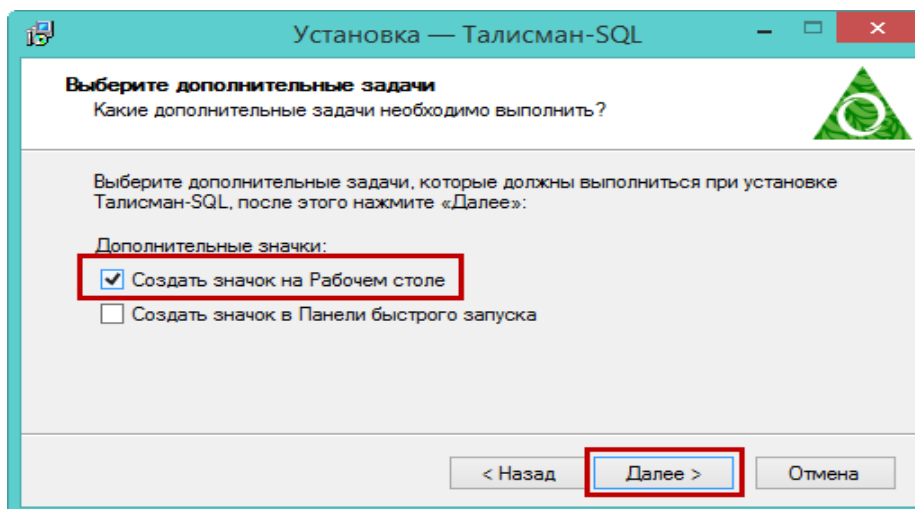 Установка — Талисман-SQL
Выберите дополнительные задачи
Какие дополнительные задачи необходимо выполнить?
Выберите дополнительные задачи, которые должны выполниться при установке
Талисман-SQL, после этого нажмите «Далее»:
Дополнительные значки:
Создать значок на Рабочем столе
Создать значок в Панели быстрого запуска
< Назад
Далее >
Отмена